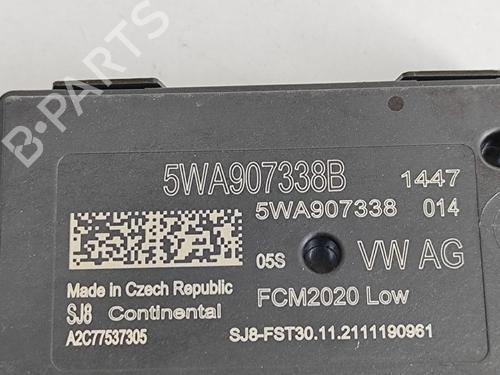 B-PARTS
5WA907338B 1447
5WA907338 014
05S VW AG
Made in Czech Republic FCM2020 Low
SJ8 Continental
A2C77537305 SJ8-FST30.11.2111190961